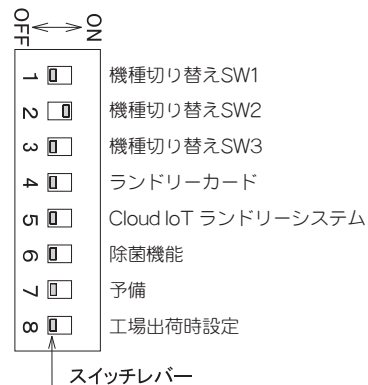 OFF ON
1 機種切り替えSW1
2 機種切り替えSW2
3 機種切り替えSW3
4 ランドリーカード
5 Cloud IoT ランドリーシステム
6 除菌機能
7 予備
8 工場出荷時設定
スイッチレバー